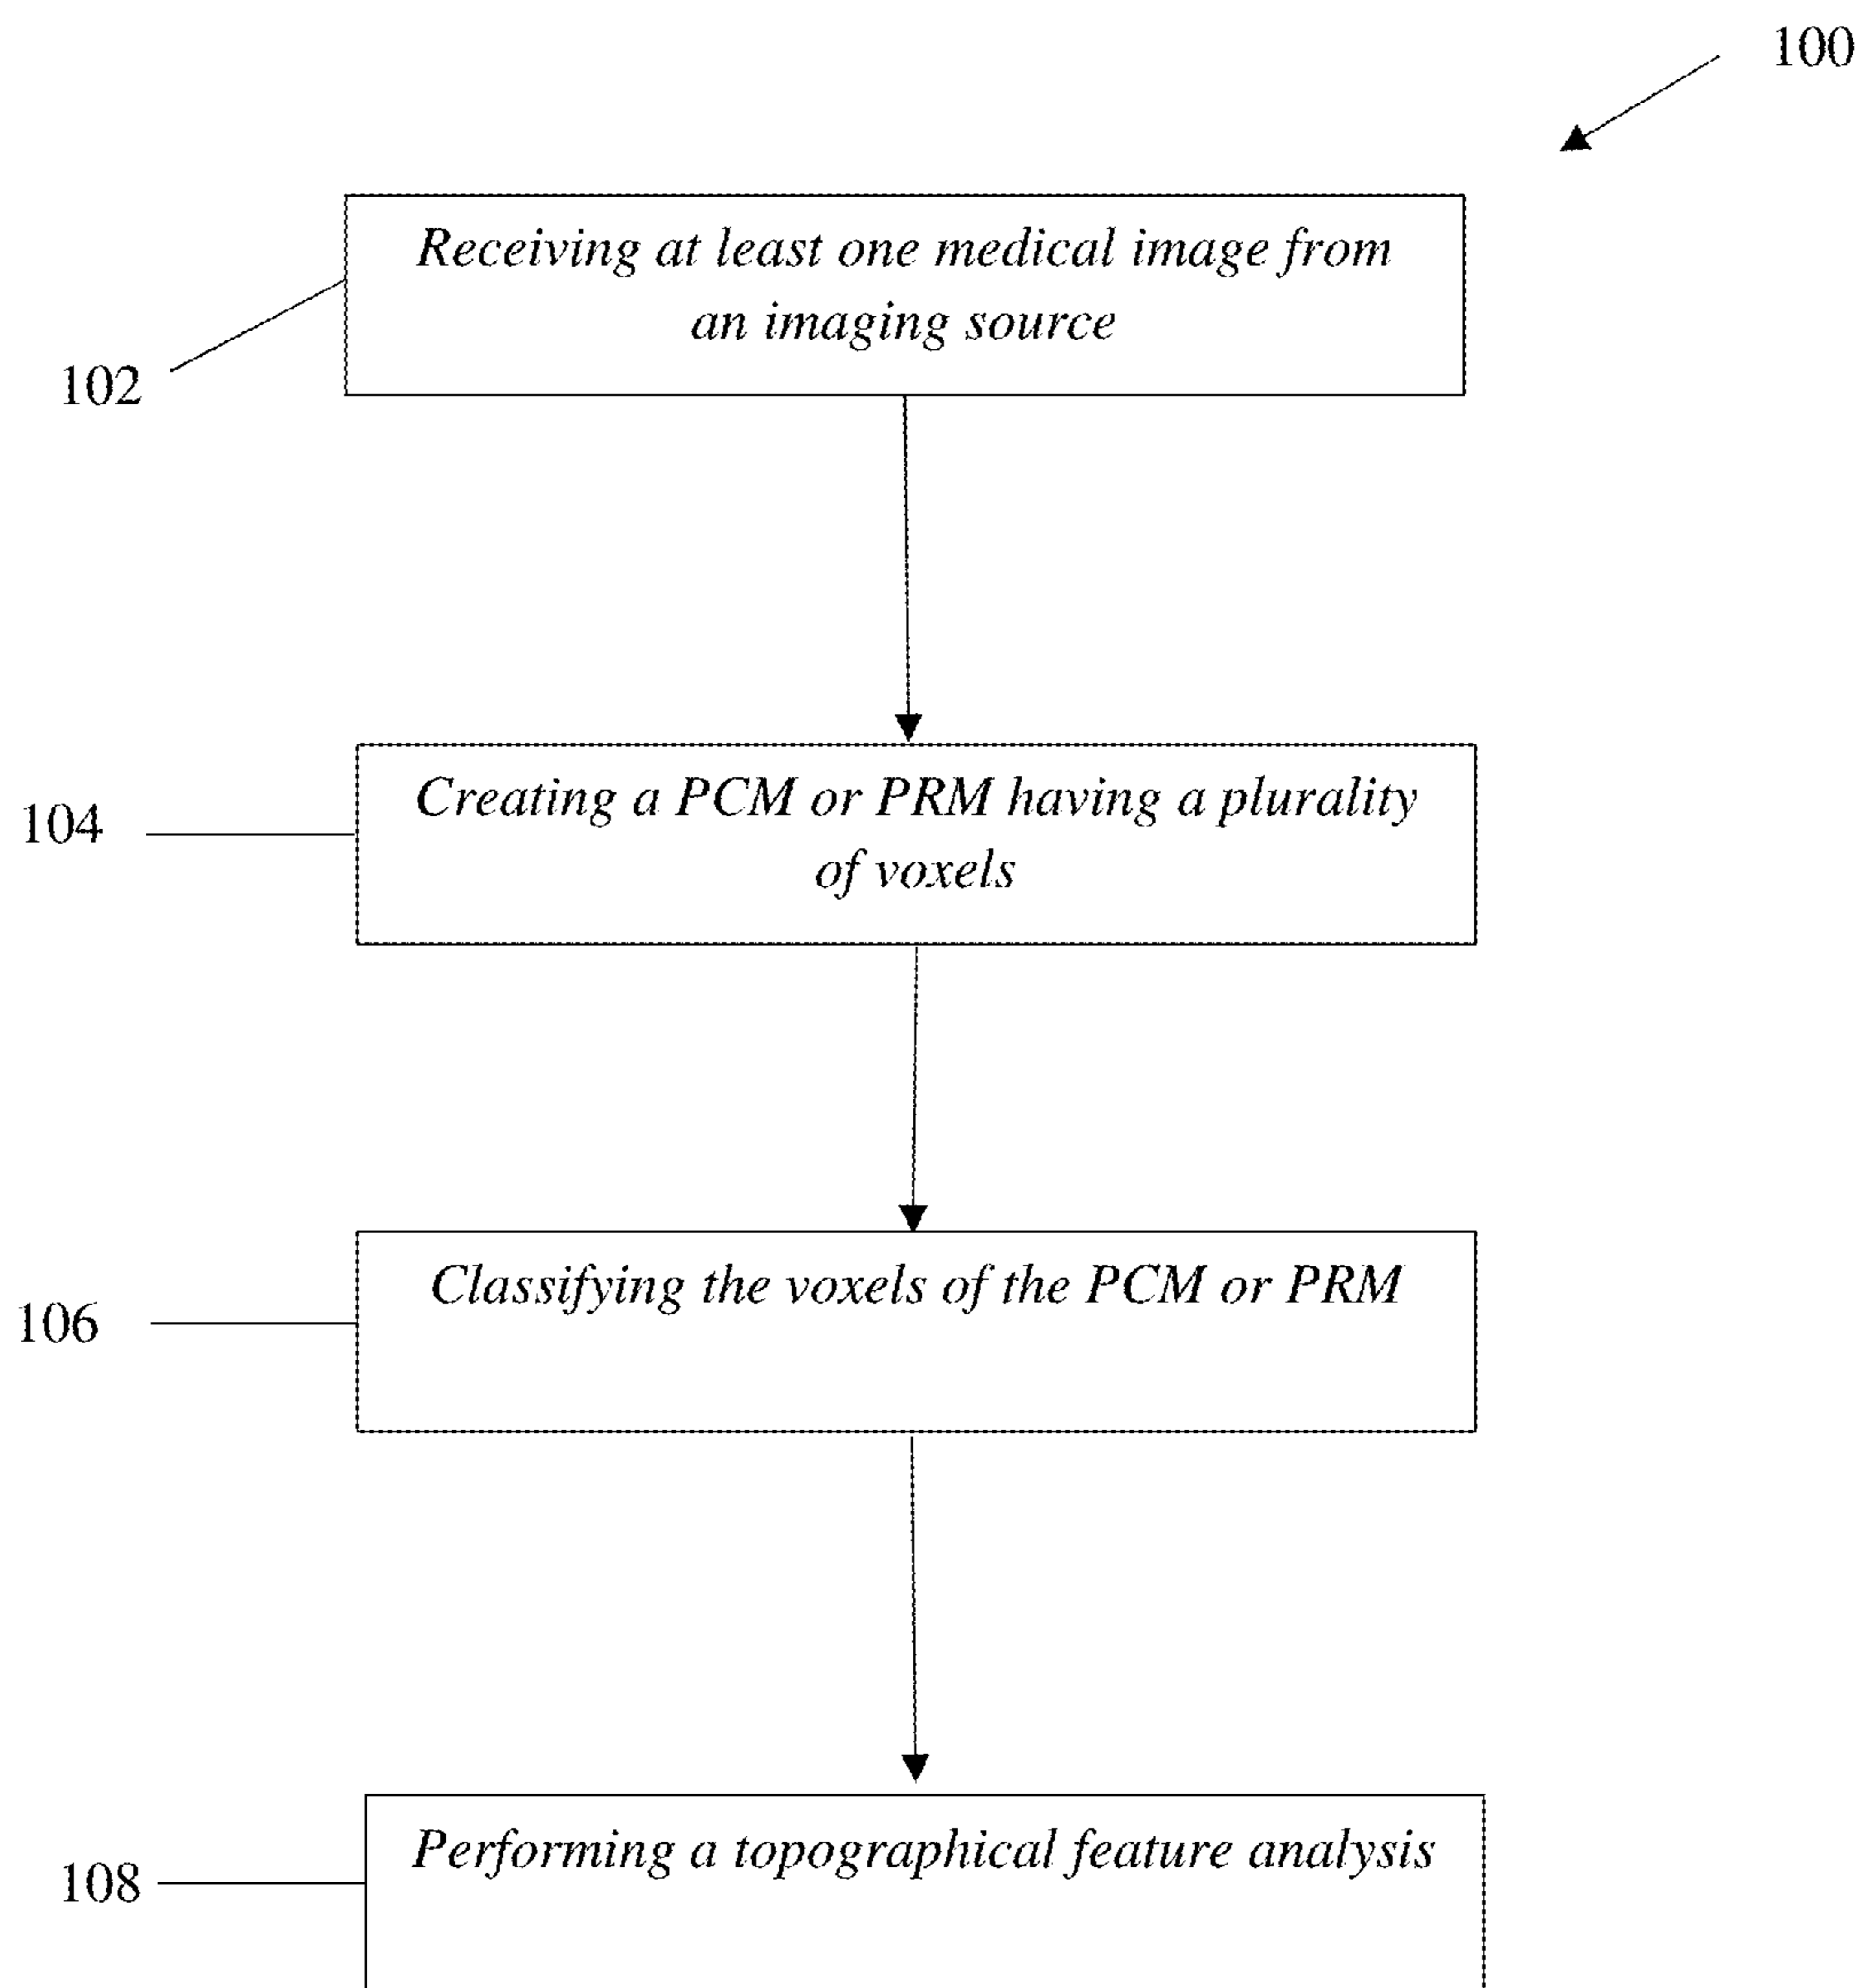 100
Receiving at least one medical image from
an imaging source
102
Creating a PCM or PRM having a plurality
of voxels
104
Classifying the voxels of the PCM or PRM
106
Performing a topographical feature analysis
108